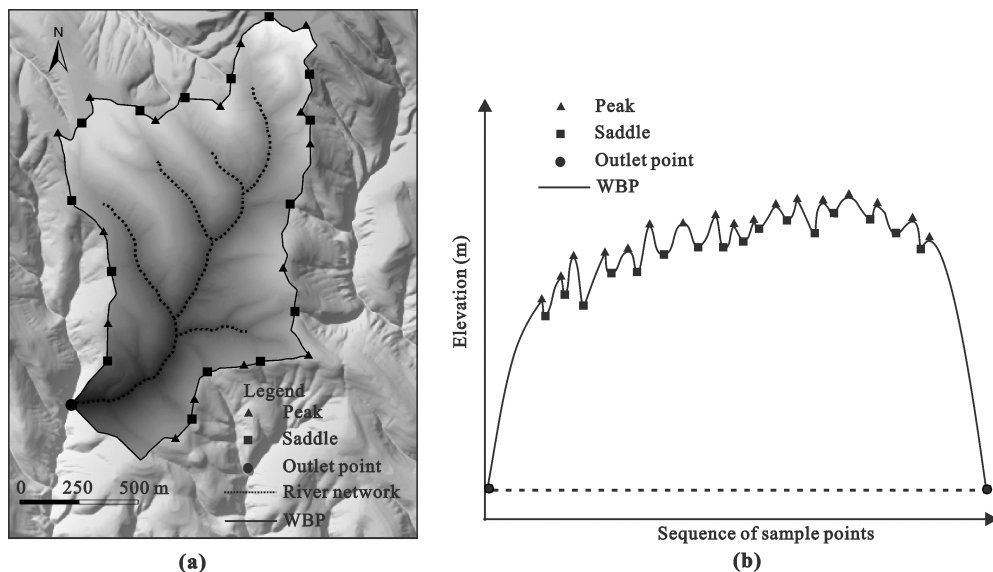 N
Legend
Peak
Saddle
Outlet point
River network
WBP
0 250 500 m
(a)
Peak
Saddle
Outlet point
WBP
Elevation (m)
Sequence of sample points
(b)